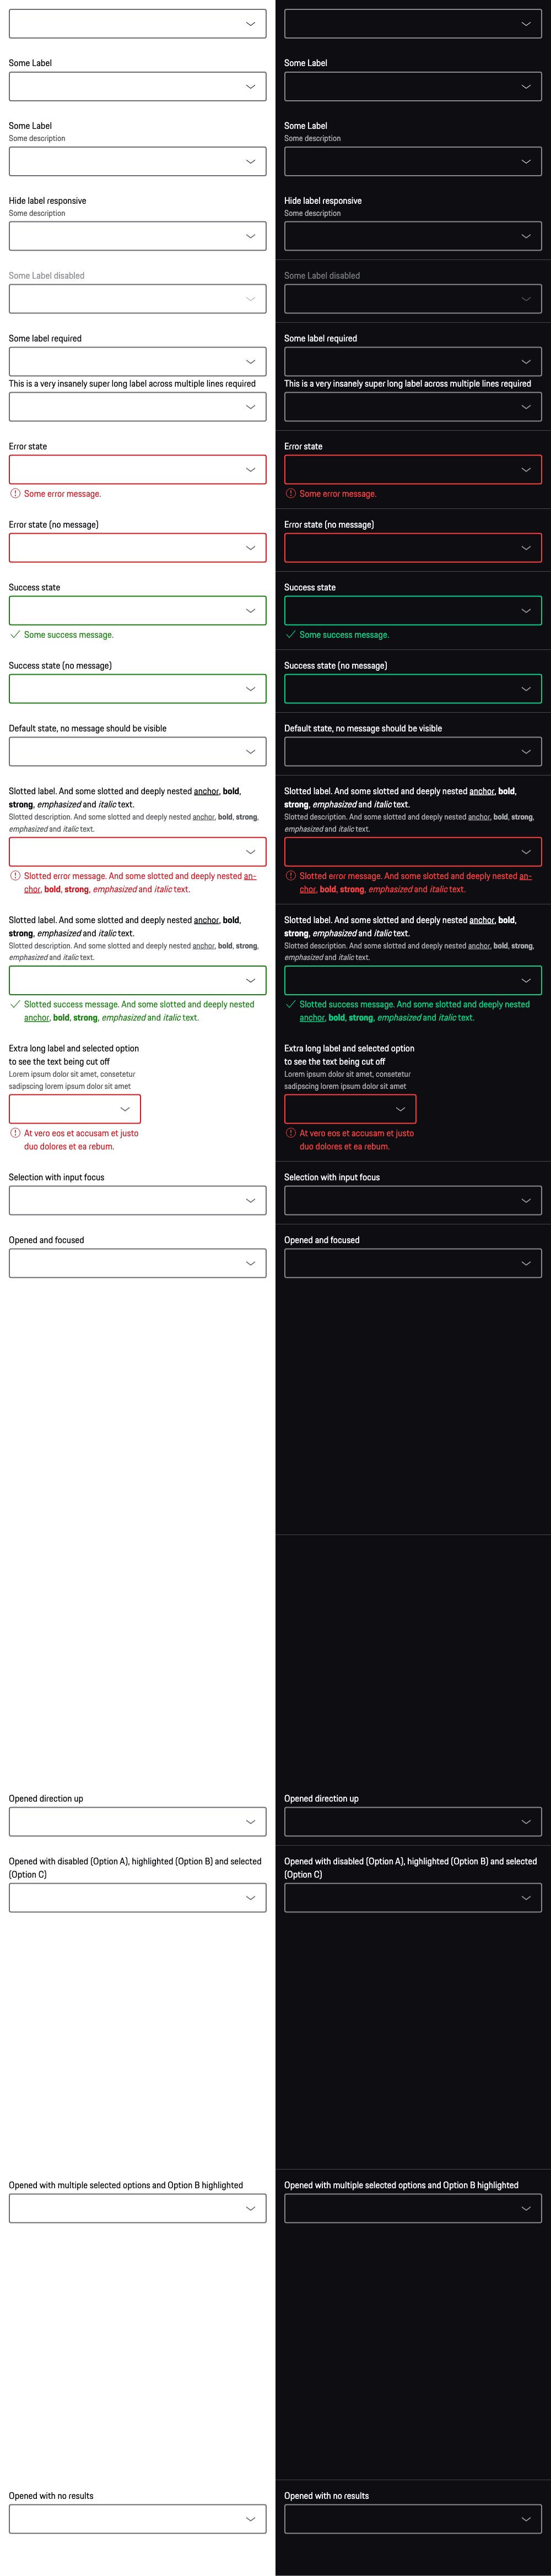 Some Label
Some Label
Some description
Hide label responsive
Some description
Some Label disabled
Some label required
This is a very insanely super long label across multiple lines required
Error state
Some error message.
Error state (no message)
Success state
Some success message.
Success state (no message)
Default state, no message should be visible
Slotted label. And some slotted and deeply nested anchor, bold,
strong, emphasized and italic text.
Slotted description. And some slotted and deeply nested anchor, bold, strong,
emphasized and italic text.
Slotted error message. And some slotted and deeply nested an-
chor, bold, strong, emphasized and italic text.
Slotted label. And some slotted and deeply nested anchor, bold,
strong, emphasized and italic text.
Slotted description. And some slotted and deeply nested anchor, bold, strong,
emphasized and italic text.
Slotted success message. And some slotted and deeply nested
anchor, bold, strong, emphasized and italic text.
Extra long label and selected option
to see the text being cut off
Lorem ipsum dolor sit amet, consetetur
sadipscing lorem ipsum dolor sit amet
At vero eos et accusam et justo
duo dolores et ea rebum.
Selection with input focus
Opened and focused
Opened direction up
Opened with disabled (Option A), highlighted (Option B) and selected
(Option C)
Opened with multiple selected options and Option B highlighted
Opened with no results
Some Label
Some Label
Some description
Hide label responsive
Some description
Some Label disabled
Some label required
This is a very insanely super long label across multiple lines required
Error state
Some error message.
Error state (no message)
Success state
Some success message.
Success state (no message)
Default state, no message should be visible
Slotted label. And some slotted and deeply nested anchor, bold,
strong, emphasized and italic text.
Slotted description. And some slotted and deeply nested anchor, bold, strong,
emphasized and italic text.
Slotted error message. And some slotted and deeply nested an-
chor, bold, strong, emphasized and italic text.
Slotted label. And some slotted and deeply nested anchor, bold,
strong, emphasized and italic text.
Slotted description. And some slotted and deeply nested anchor, bold, strong,
emphasized and italic text.
Slotted success message. And some slotted and deeply nested
anchor, bold, strong, emphasized and italic text.
Extra long label and selected option
to see the text being cut off
Lorem ipsum dolor sit amet, consetetur
sadipscing lorem ipsum dolor sit amet
At vero eos et accusam et justo
duo dolores et ea rebum.
Selection with input focus
Opened and focused
Opened direction up
Opened with disabled (Option A), highlighted (Option B) and selected
(Option C)
Opened with multiple selected options and Option B highlighted
Opened with no results